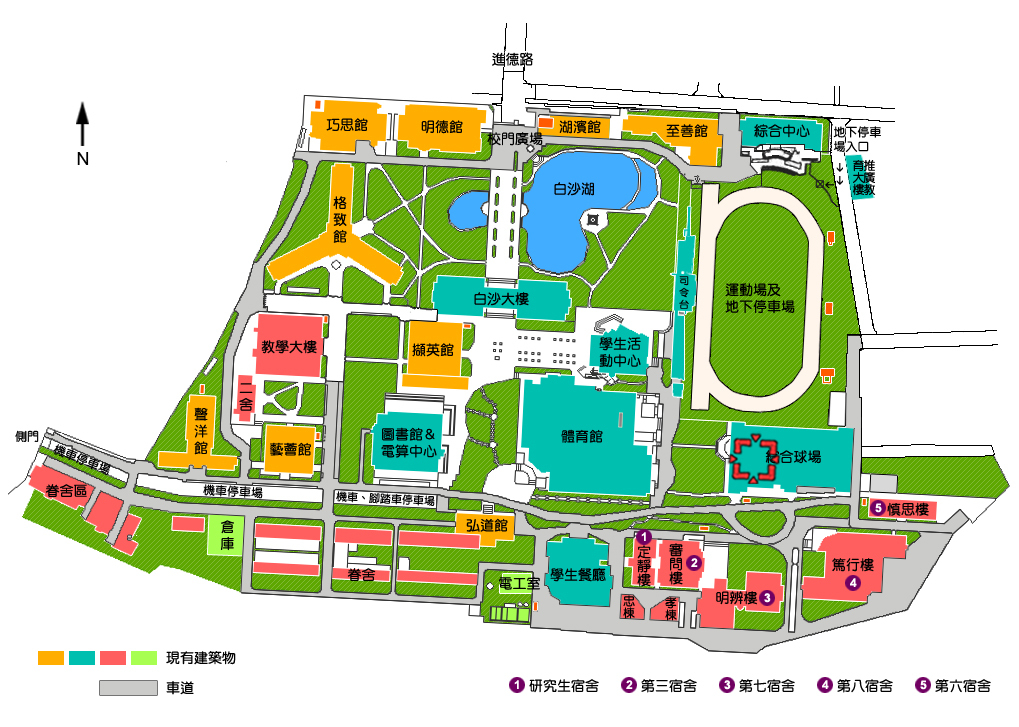 進德路
巧思館
明德館
校門廣場
湖濱館
至善館
綜合中心
地下停車
場入口
推廣教
育大樓
N
格致館
白沙湖
司令台
運動場及
地下停車場
白沙大樓
教學大樓
擷英館
學生活
動中心
二舍
聲洋館
藝薈館
圖書館&
電算中心
體育館
綜合球場
側門
機車停車場
眷舍區
機車停車場
機車、腳踏車停車場
倉庫
眷舍
弘道館
電工室
學生餐廳
1
定靜樓
審問樓
2
忠棟
孝棟
明辨樓
3
篤行樓
4
5
慎思樓
現有建築物
車道
1 研究生宿舍
2 第三宿舍
3 第七宿舍
4 第八宿舍
5 第六宿舍